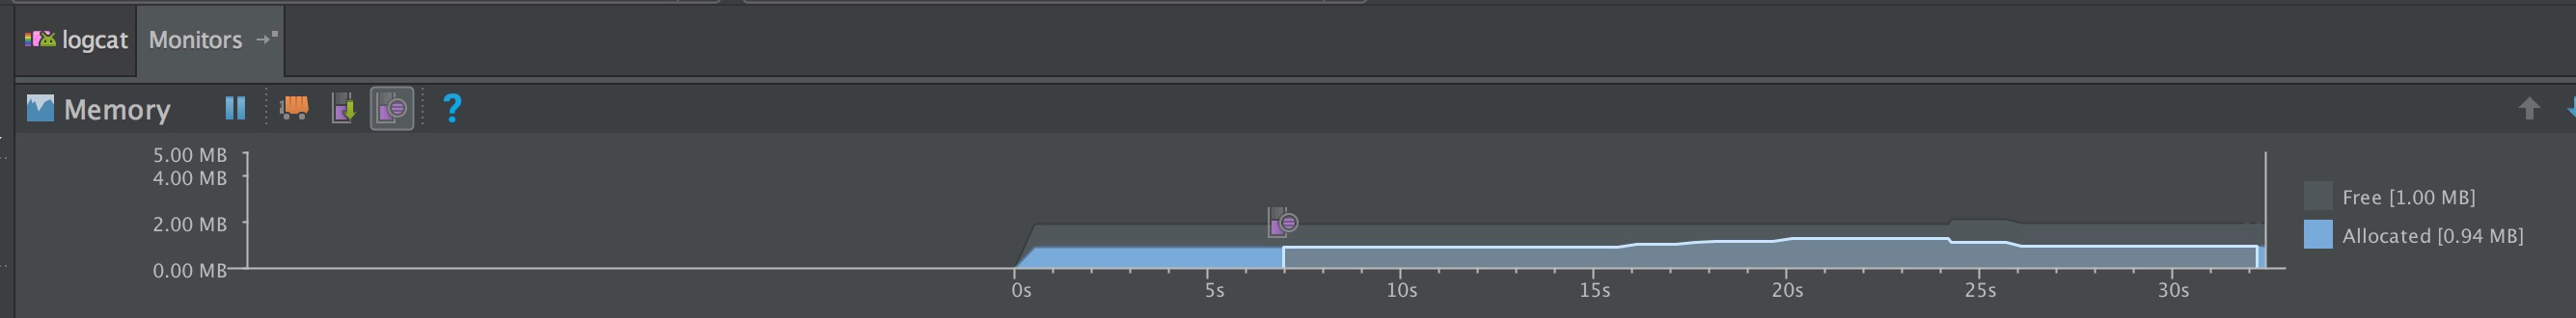 logcat Monitors
Memory ?
5.00 MB
4.00 MB
2.00 MB
0.00 MB
0s 5s 10s 15s 20s 25s 30s
Free [1.00 MB]
Allocated [0.94 MB]